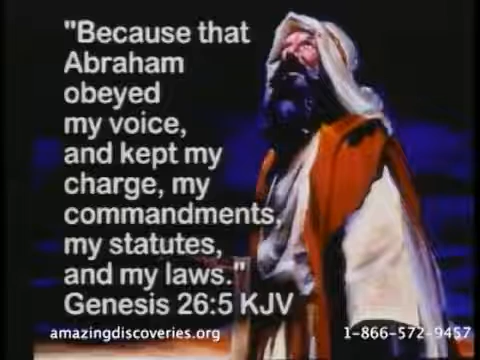 "Because that
Abraham
obeyed
my voice,
and kept my
charge, my
commandments,
my statutes,
and my laws."
Genesis 26:5 KJV
amazingdiscoveries.org 1-866-572-9457